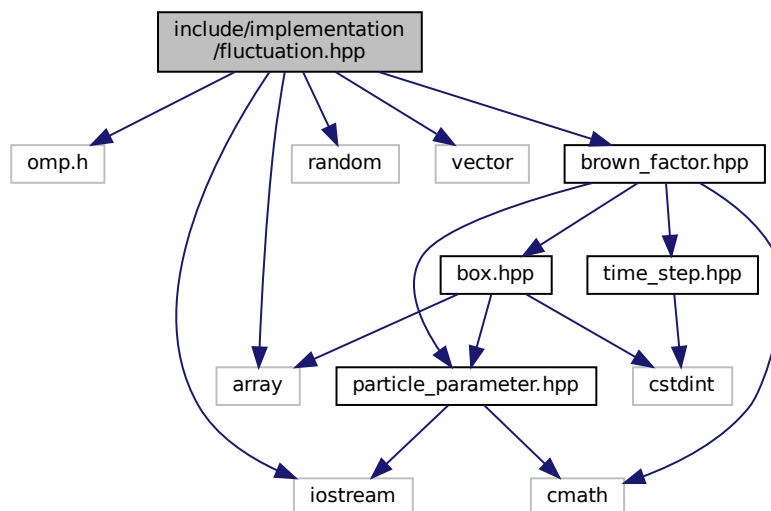 include/implementation
/fluctuation.hpp
omp.h
random
vector
brown_factor.hpp
box.hpp
time_step.hpp
array
particle_parameter.hpp
cstdint
iostream
cmath